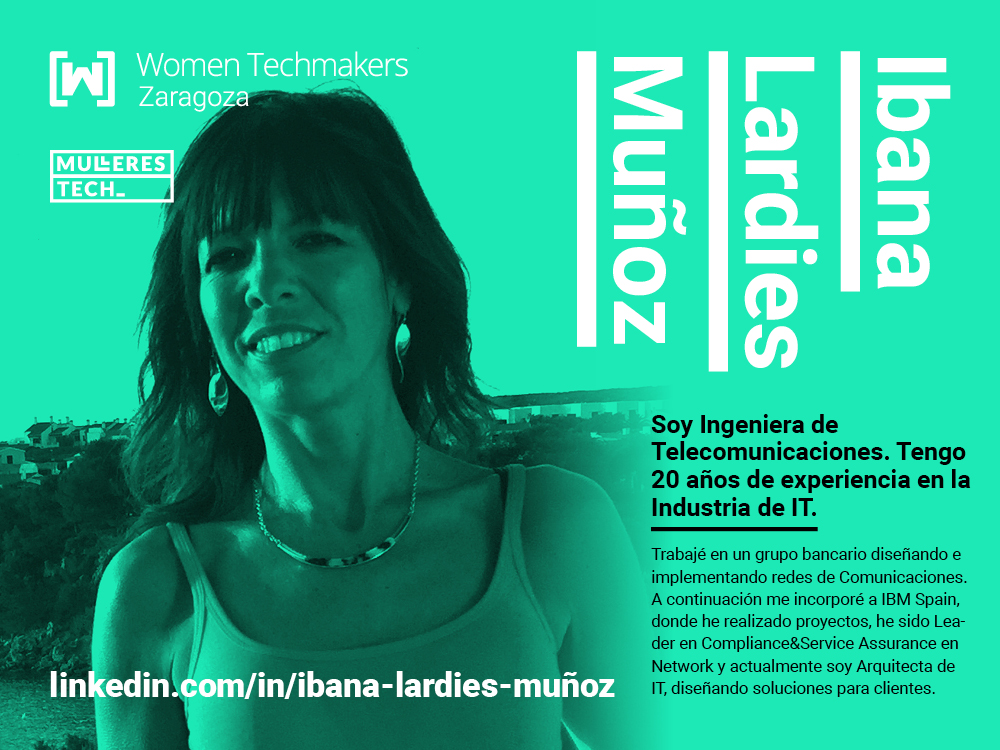 Women Techmakers
Zaragoza
MULLERES
TECH_
Ibana
Lardies
Muñoz
Soy Ingeniera de
Telecomunicaciones. Tengo
20 años de experiencia en la
Industria de IT.
Trabajé en un grupo bancario diseñando e
implementando redes de Comunicaciones.
A continuación me incorporé a IBM Spain,
donde he realizado proyectos, he sido Lea-
der en Compliance&Service Assurance en
Network y actualmente soy Arquitecta de
IT, diseñando soluciones para clientes.
linkedin.com/in/ibana-lardies-muñoz